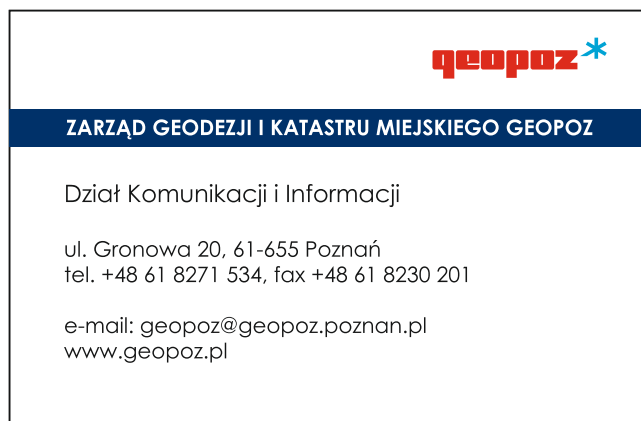 geopoz
ZARZĄD GEODEZJI I KATASTRU MIEJSKIEGO GEOPOZ
Dział Komunikacji i Informacji
ul. Gronowa 20, 61-655 Poznań
tel. +48 61 8271 534, fax +48 61 8230 201
e-mail: geopoz@geopoz.poznan.pl
www.geopoz.pl